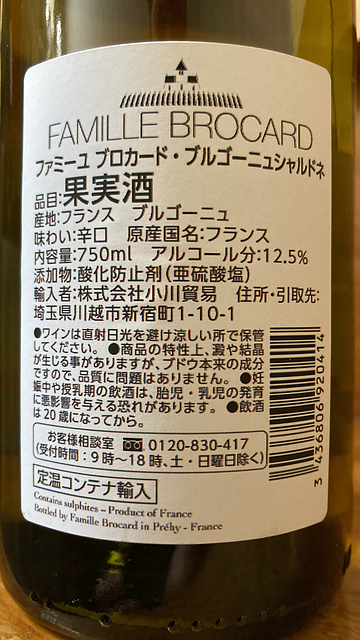 FAMILLE BROCARD
ファミーユ ブロカード・ブルゴーニュシャルドネ
品目:果実酒
産地:フランス ブルゴーニュ
味わい:辛口 原産国名:フランス
内容量:750ml アルコール分:12.5%
添加物:酸化防止剤(亜硫酸塩)
輸入者:株式会社小川貿易 住所・引取先:
埼玉県川越市新宿町1-10-1
●ワインは直射日光を避け涼しい所で保管
してください。●商品の特性上、澱や結晶
が生じる事がありますが、ブドウ本来の成分
ですので、品質に問題はありません。●妊
娠中や授乳期の飲酒は、胎児・乳児の発育
に悪影響を与える恐れがあります。●飲酒
は20歳になってから。
お客様相談室 0120-830-417
(受付時間:9時〜18時、土・日曜日除く)
定温コンテナ輸入
Contains sulphites – Product of France
Bottled by Famille Brocard in Préhy - France
3 436806 920414